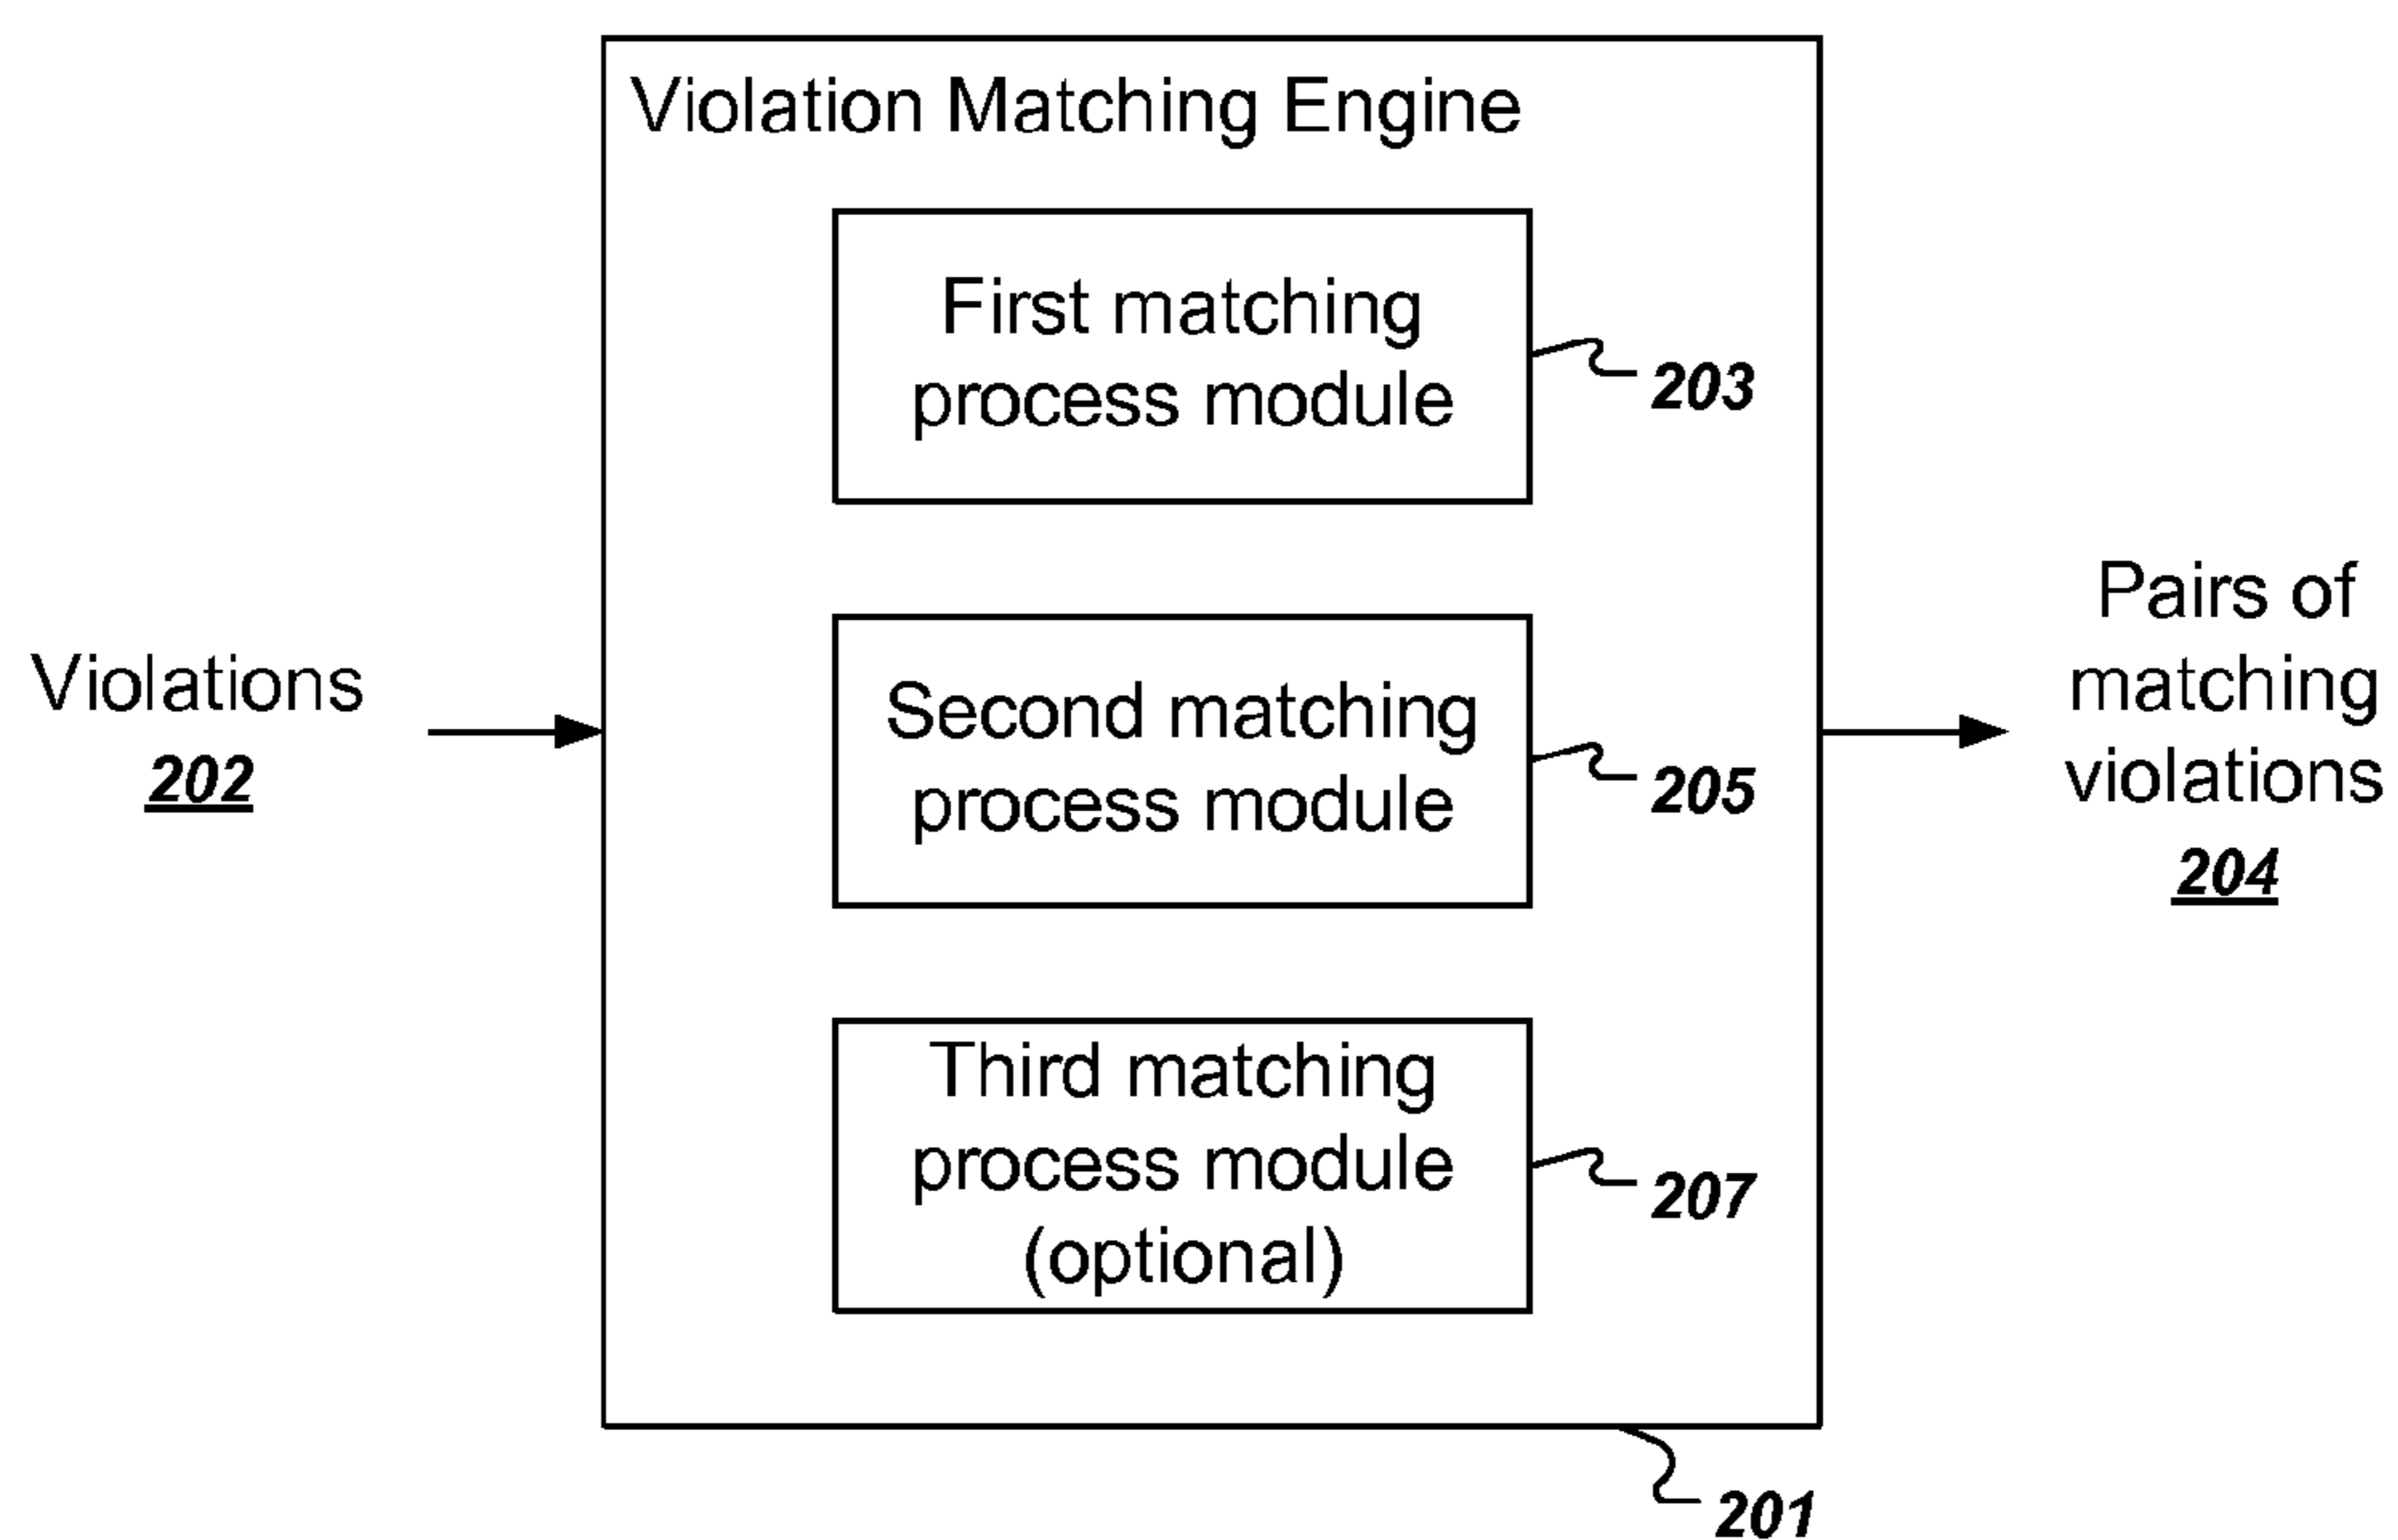 Violation Matching Engine
First matching
process module
203
Violations
202
Second matching
process module
205
Third matching
process module
(optional)
207
Pairs of
matching
violations
204
201